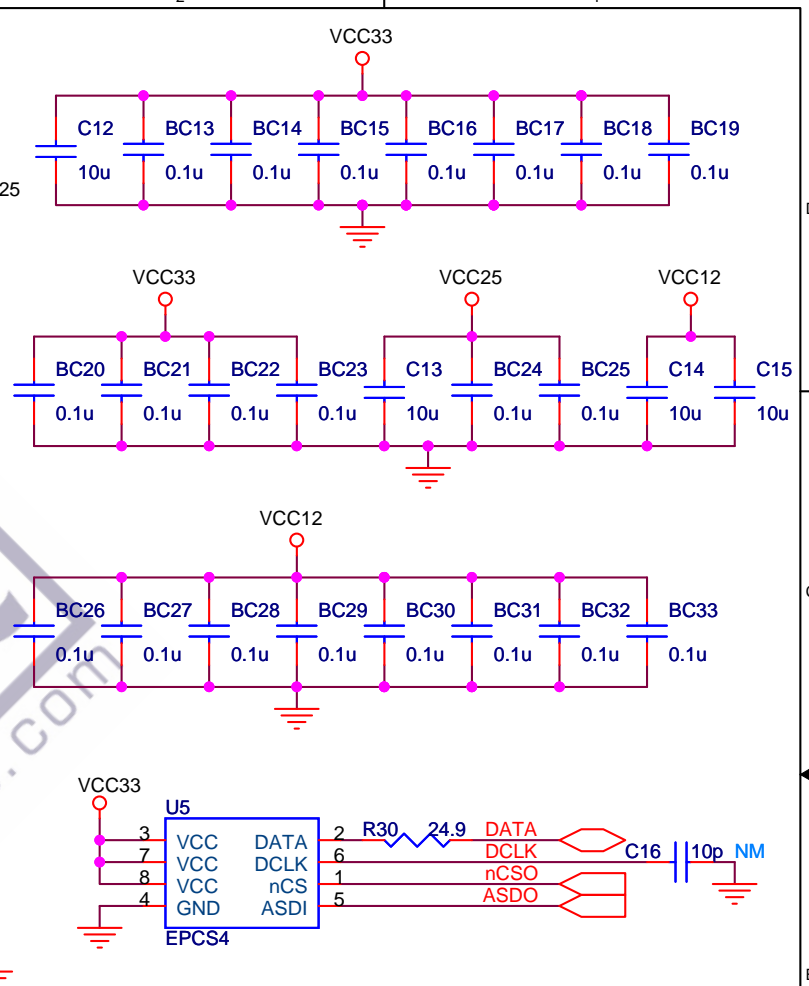 VCC33
C12 BC13 BC14 BC15 BC16 BC17 BC18 BC19
10u 0.1u 0.1u 0.1u 0.1u 0.1u 0.1u 0.1u
25
VCC33 VCC25 VCC12
BC20 BC21 BC22 BC23 C13 BC24 BC25 C14 C15
0.1u 0.1u 0.1u 0.1u 10u 0.1u 0.1u 10u 10u
VCC12
BC26 BC27 BC28 BC29 BC30 BC31 BC32 BC33
0.1u 0.1u 0.1u 0.1u 0.1u 0.1u 0.1u 0.1u
.com
VCC33
U5
3 VCC DATA 2 R30 24.9 DATA
7 VCC DCLK 6 DCLK C16 10p NM
8 VCC nCS 1 nCSO
4 GND ASDI 5 ASDO
EPCS4